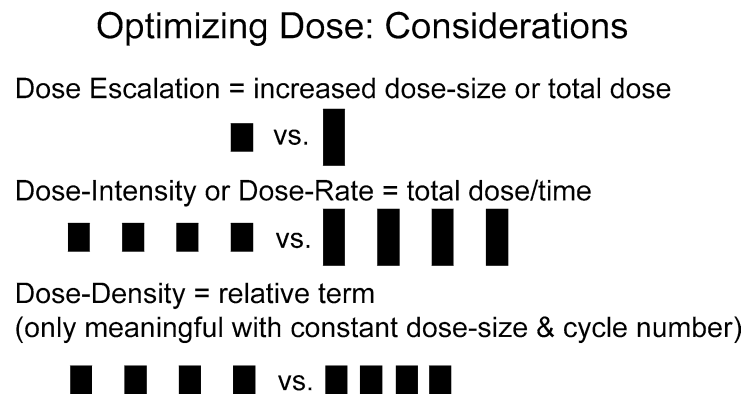 Optimizing Dose: Considerations
Dose Escalation = increased dose-size or total dose
vs.
Dose-Intensity or Dose-Rate = total dose/time
vs.
Dose-Density = relative term
(only meaningful with constant dose-size & cycle number)
vs.